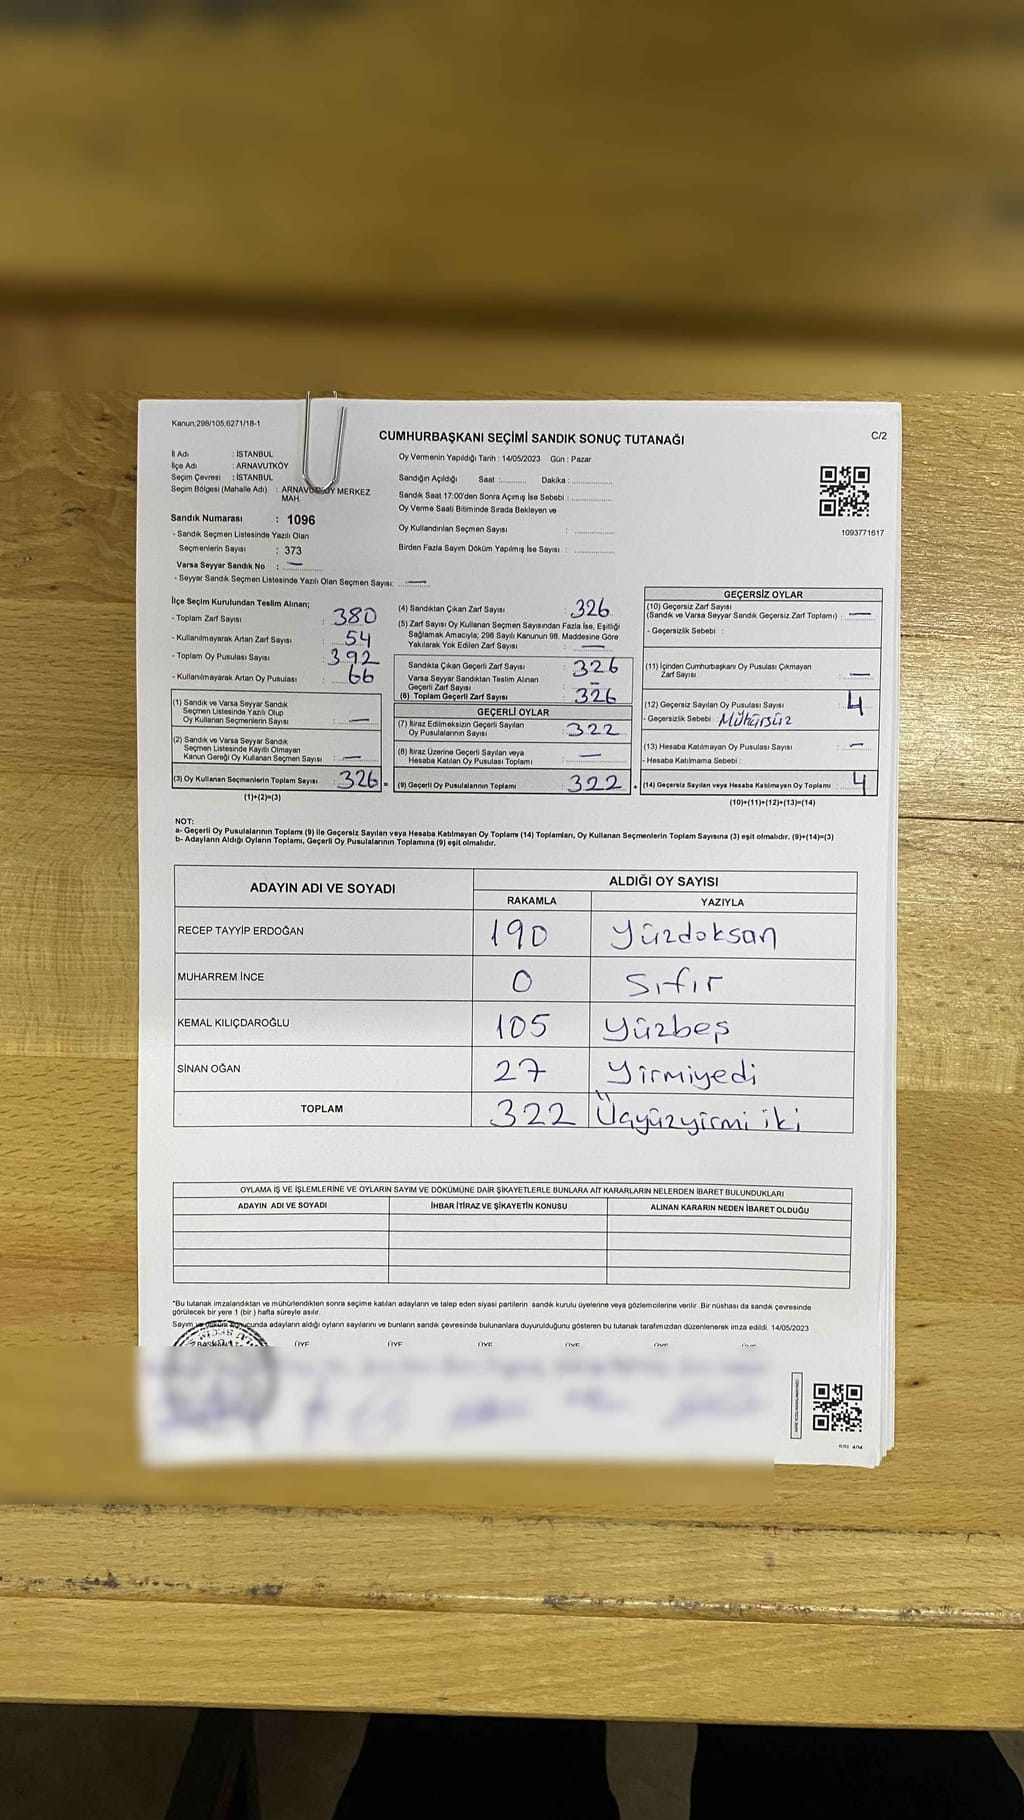 Kanun,298/105,6271/18-1
CUMHURBAŞKANI SEÇİMİ SANDIK SONUÇ TUTANAĞI
C/2
İl Adı : İSTANBUL
İlçe Adı : ARNAVUTKÖY
Seçim Çevresi : İSTANBUL
Seçim Bölgesi (Mahalle Adı) : ARNAVUTKÖY MERKEZ
MAH.
Sandık Numarası : 1096
- Sandık Seçmen Listesinde Yazılı Olan
Seçmenlerin Sayısı : 373
Varsa Seyyar Sandık No : —
- Seyyar Sandık Seçmen Listesinde Yazılı Olan Seçmen Sayısı: —
Oy Vermenin Yapıldığı Tarih : 14/05/2023 Gün : Pazar
Sandığın Açıldığı Saat :............ Dakika :................
Sandık Saat 17:00'den Sonra Açımış İse Sebebi :................
Oy Verme Saati Bitiminde Sırada Bekleyen ve
Oy Kullandırılan Seçmen Sayısı : ................
Birden Fazla Sayım Döküm Yapılmış İse Sayısı : ................
1093771617
İlçe Seçim Kurulundan Teslim Alınan;
- Toplam Zarf Sayısı : 380
- Kullanılmayarak Artan Zarf Sayısı : 54
- Toplam Oy Pusulası Sayısı : 392
- Kullanılmayarak Artan Oy Pusulası : 66
(1) Sandık ve Varsa Seyyar Sandık
Seçmen Listesinde Yazılı Olup
Oy Kullanan Seçmenlerin Sayısı : —
(2) Sandık ve Varsa Seyyar Sandık
Seçmen Listesinde Kayıtlı Olmayan
Kanun Gereği Oy Kullanan Seçmen Sayısı : —
(3) Oy Kullanan Seçmenlerin Toplam Sayısı : 326 =
(1)+(2)=(3)
(4) Sandıktan Çıkan Zarf Sayısı : 326
(5) Zarf Sayısı Oy Kullanan Seçmen Sayısından Fazla İse, Eşitliği
Sağlamak Amacıyla; 298 Sayılı Kanunun 98. Maddesine Göre
Yakılarak Yok Edilen Zarf Sayısı : —
Sandıkta Çıkan Geçerli Zarf Sayısı : 326
Varsa Seyyar Sandıktan Teslim Alınan
Geçerli Zarf Sayısı : –
(6) Toplam Geçerli Zarf Sayısı : 326
GEÇERLİ OYLAR
(7) İtiraz Edilmeksizin Geçerli Sayılan
Oy Pusulasının Sayısı : 322
(8) İtiraz Üzerine Geçerli Sayılan veya
Hesaba Katılan Oy Pusulası Toplamı : —
(9) Geçerli Oy Pusulalarının Toplamı : 322 +
GEÇERSİZ OYLAR
(10) Geçersiz Zarf Sayısı
(Sandık ve Varsa Seyyar Sandık Geçersiz Zarf Toplamı) : —
- Geçersizlik Sebebi :
(11) İçinden Cumhurbaşkanı Oy Pusulası Çıkmayan
Zarf Sayısı : —
(12) Geçersiz Sayılan Oy Pusulası Sayısı : 4
- Geçersizlik Sebebi : Mühürsüz
(13) Hesaba Katılmayan Oy Pusulası Sayısı : —
- Hesaba Katılmama Sebebi :
(14) Geçersiz Sayılan veya Hesaba Katılmayan Oy Toplamı : 4
(10)+(11)+(12)+(13)=(14)
NOT:
a- Geçerli Oy Pusulalarının Toplamı (9) ile Geçersiz Sayılan veya Hesaba Katılmayan Oy Toplamı (14) Toplamları, Oy Kullanan Seçmenlerin Toplam Sayısına (3) eşit olmalıdır. (9)+(14)=(3)
b- Adayların Aldığı Oyların Toplamı, Geçerli Oy Pusulalarının Toplamına (9) eşit olmalıdır.
ADAYIN ADI VE SOYADI
ALDIĞI OY SAYISI
RAKAMLA YAZIYLA
RECEP TAYYİP ERDOĞAN 190 Yüzdoksan
MUHARREM İNCE 0 Sıfır
KEMAL KILIÇDAROĞLU 105 Yüzbeş
SİNAN OĞAN 27 Yirmiyedi
TOPLAM 322 Üçyüzyirmi iki
OYLAMA İŞ VE İŞLEMLERİNE VE OYLARIN SAYIM VE DÖKÜMÜNE DAİR ŞİKAYETLERLE BUNLARA AİT KARARLARIN NELERDEN İBARET BULUNDUKLARI
ADAYIN ADI VE SOYADI İHBAR İTİRAZ VE ŞİKAYETİN KONUSU ALINAN KARARIN NEDEN İBARET OLDUĞU
*Bu tutanak imzalandıktan ve mühürlendikten sonra seçime katılan adayların ve talep eden siyasi partilerin sandık kurulu üyelerine veya gözlemcilerine verilir. Bir nüshası da sandık çevresinde
görülecek bir yere 1 (bir ) hafta süreyle asılır.
Sayım ve döküm sonucunda adayların aldığı oyların sayılarını ve bunların sandık çevresinde bulunanlara duyurulduğunu gösteren bu tutanak tarafımızdan düzenlenerek imza edildi. 14/05/2023
Başkan ÜYE ÜYE ÜYE ÜYE ÜYE ÜYE